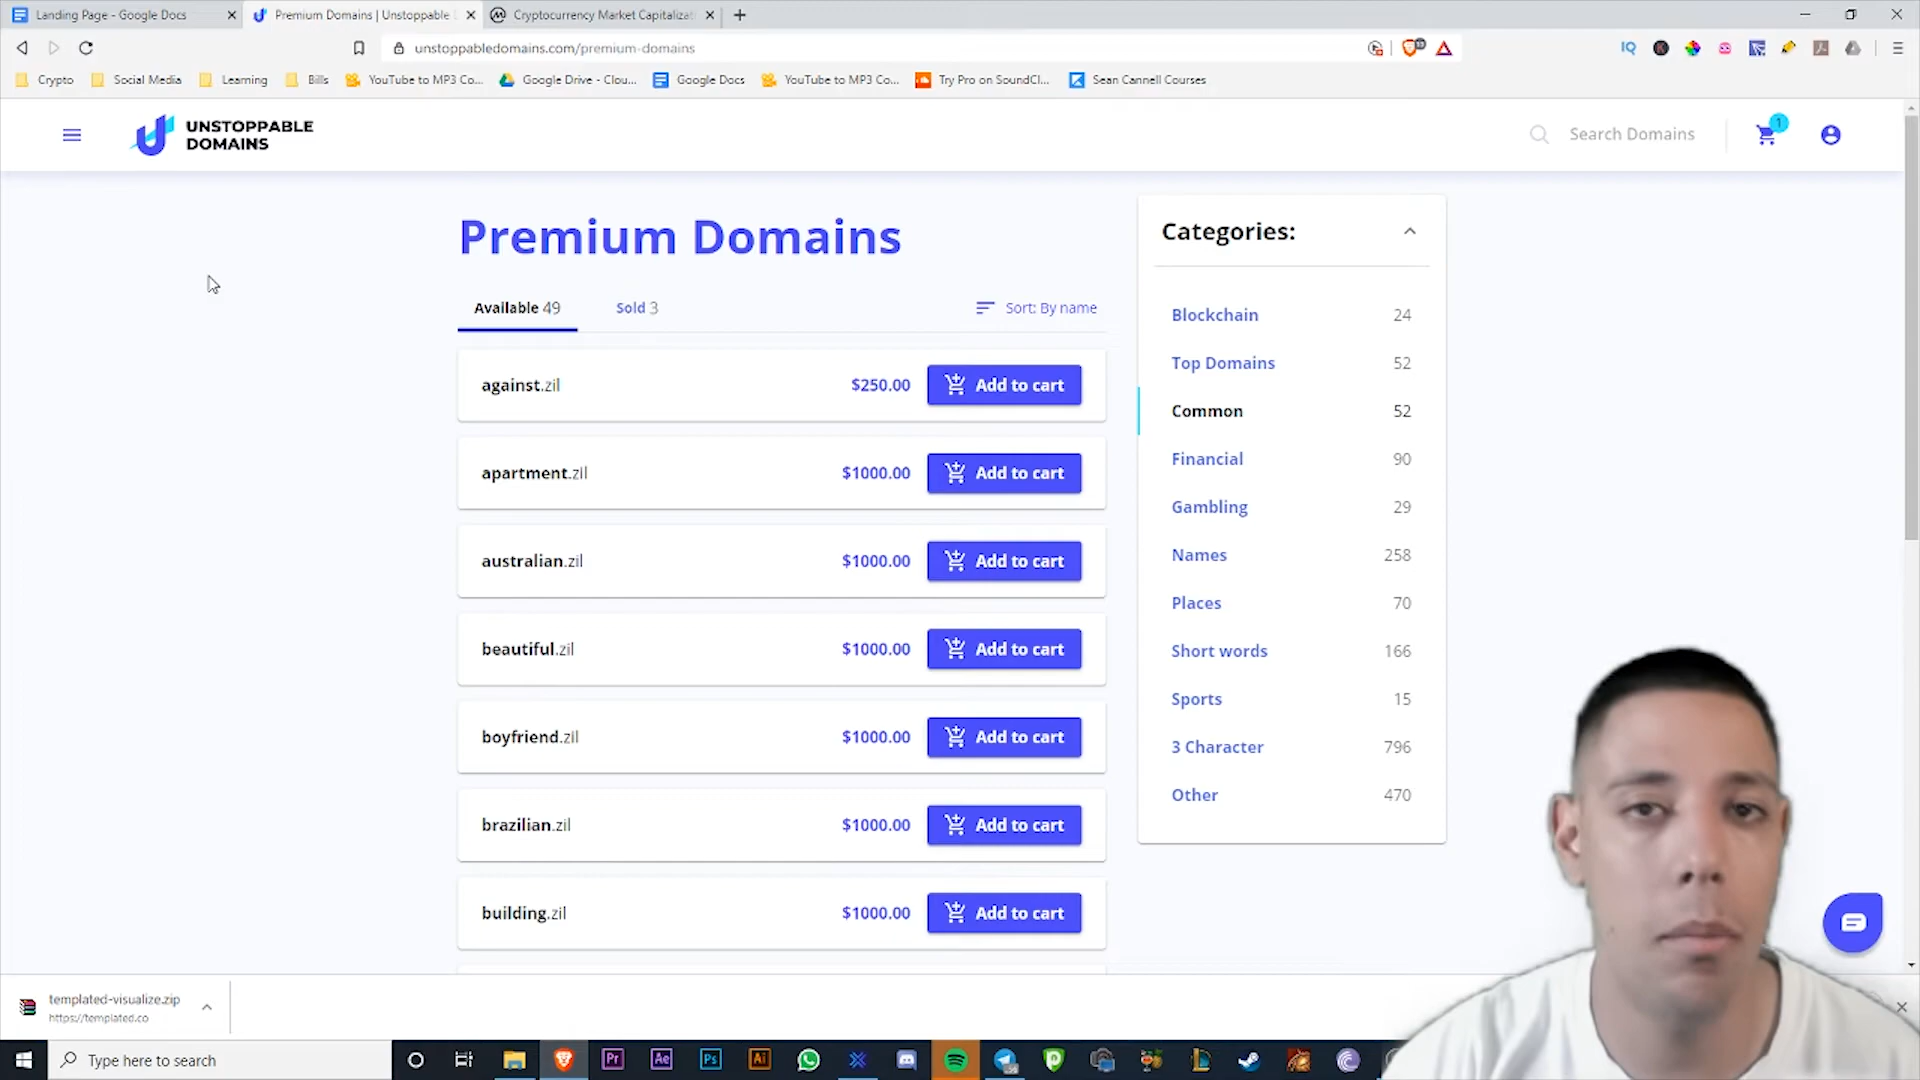 Landing Page - Google Docs
Premium Domains | Unstoppable
Cryptocurrency Market Capitalizat
unstoppabledomains.com/premium-domains
Crypto
Social Media
Learning
Bills
YouTube to MP3 Co...
Google Drive - Clou...
Google Docs
YouTube to MP3 Co...
Try Pro on SoundCl...
Sean Cannell Courses
UNSTOPPABLE
DOMAINS
Search Domains
1
Premium Domains
Available 49
Sold 3
Sort: By name
against.zil
$250.00
Add to cart
apartment.zil
$1000.00
Add to cart
australian.zil
$1000.00
Add to cart
beautiful.zil
$1000.00
Add to cart
boyfriend.zil
$1000.00
Add to cart
brazilian.zil
$1000.00
Add to cart
building.zil
$1000.00
Add to cart
Categories:
Blockchain 24
Top Domains 52
Common 52
Financial 90
Gambling 29
Names 258
Places 70
Short words 166
Sports 15
3 Character 796
Other 470
templated-visualize.zip
https://templated.co
Type here to search
Pr
Ae
Ps
Ai